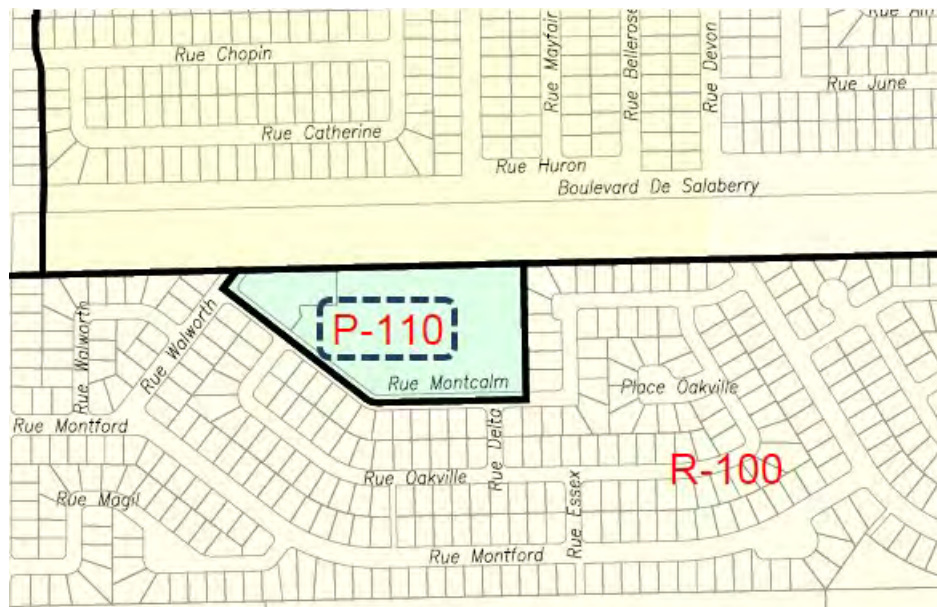 Rue Chopin
Rue Catherine
Rue Mayfair
Rue Bellerose
Rue Devon
Rue June
Rue Huron
Boulevard De Salaberry
Rue Walworth
Rue Walworth
P-110
Rue Montcalm
Place Oakville
Rue Montford
Rue Delta
Rue Oakville
R-100
Rue Magil
Rue Essex
Rue Montford